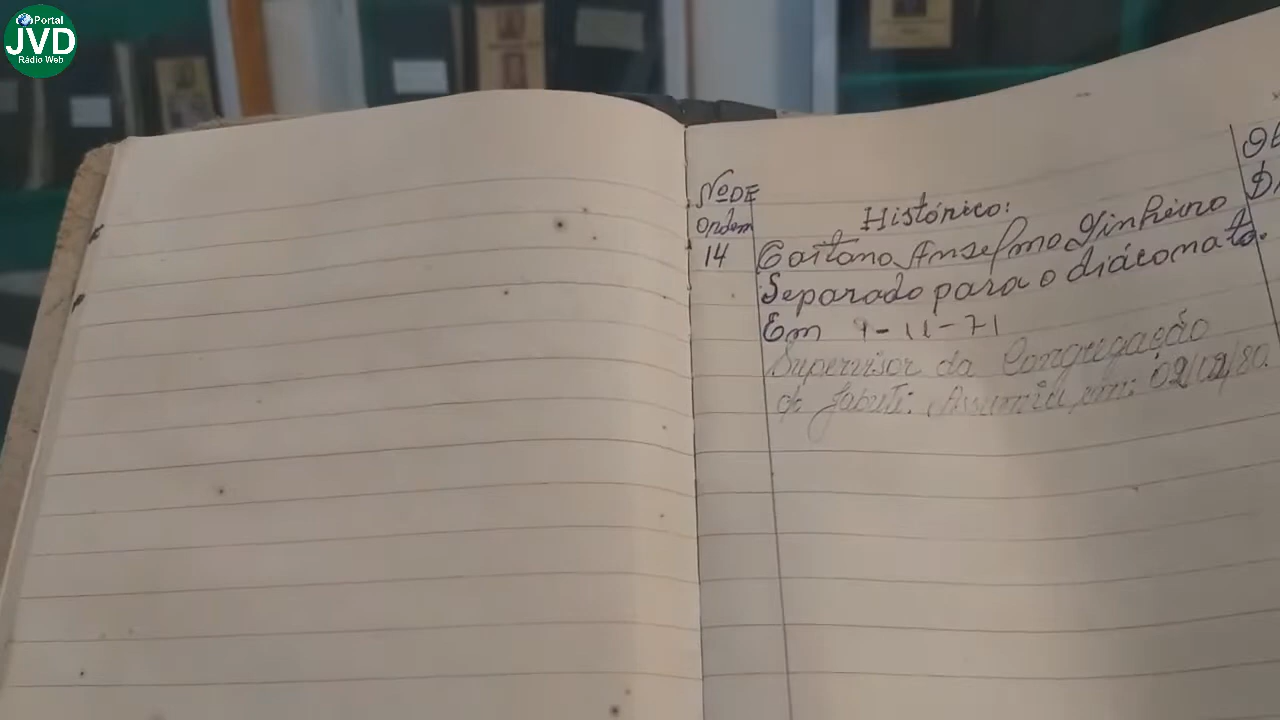 Portal
JVD
Rádio Web
Nº DE
Ordem
Histórico:
14 Caitano Anselmo Pinheiro
Separado para o diáconato.
Em 9-11-71
Supervisor da Congregação
de Jabuti: Assumiu em: 02/02/80.